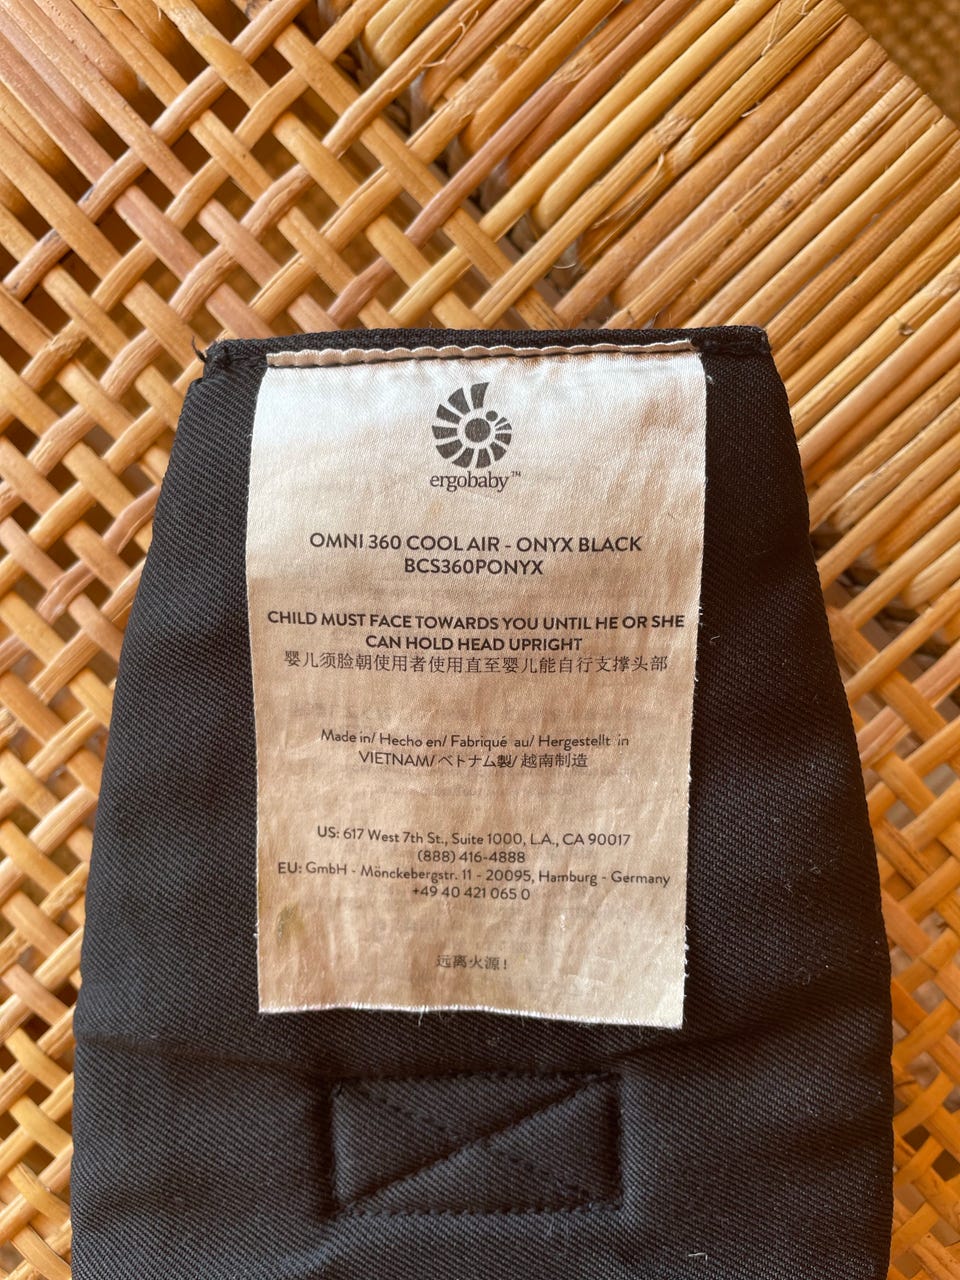 ergobaby™
OMNI 360 COOL AIR - ONYX BLACK
BCS360PONYX
CHILD MUST FACE TOWARDS YOU UNTIL HE OR SHE
CAN HOLD HEAD UPRIGHT
婴儿须脸朝使用者使用直至婴儿能自行支撑头部
Made in/ Hecho en/ Fabriqué au/ Hergestellt in
VIETNAM/ ベトナム製/ 越南制造
US: 617 West 7th St., Suite 1000, L.A., CA 90017
(888) 416-4888
EU: GmbH - Mönckebergstr. 11 - 20095, Hamburg - Germany
+49 40 421 065 0
远离火源!